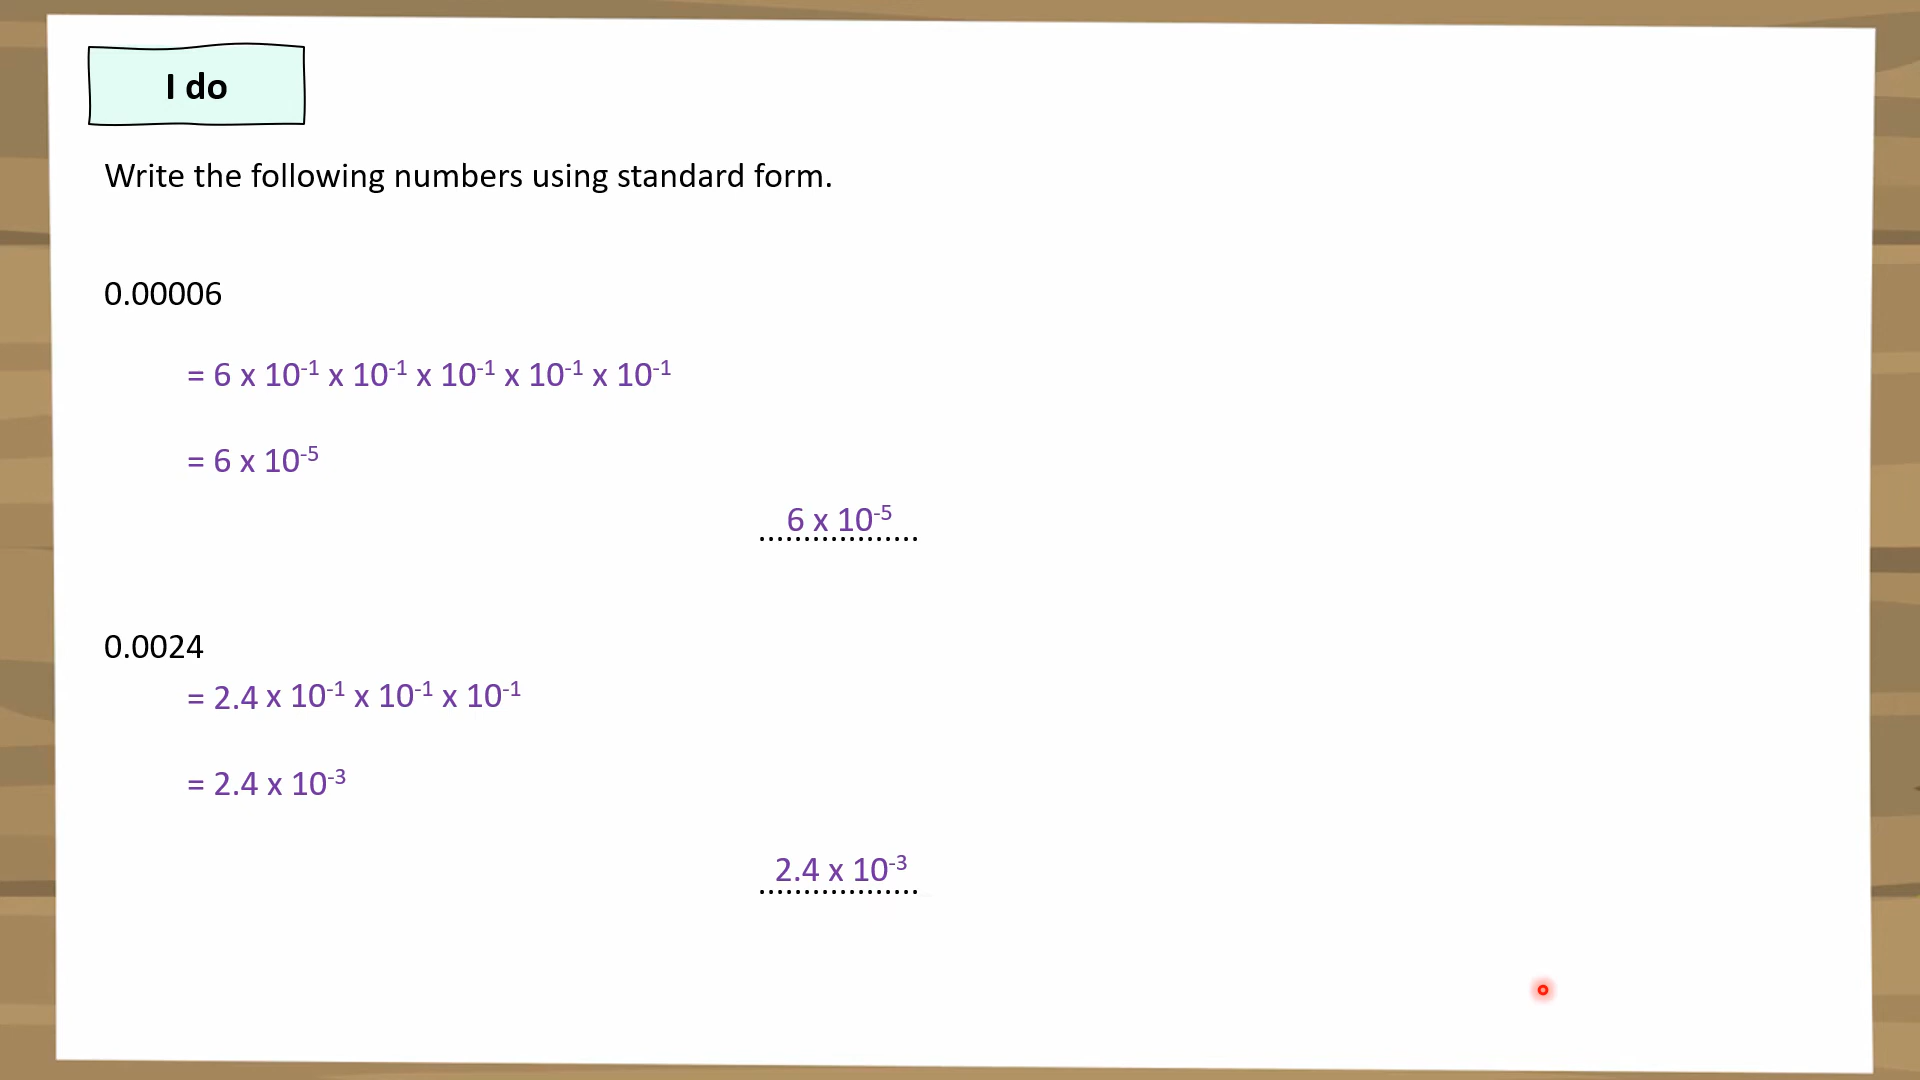 I do
Write the following numbers using standard form.
0.00006
= 6 x 10⁻¹ x 10⁻¹ x 10⁻¹ x 10⁻¹ x 10⁻¹
= 6 x 10⁻⁵
6 x 10⁻⁵
..................
0.0024
= 2.4 x 10⁻¹ x 10⁻¹ x 10⁻¹
= 2.4 x 10⁻³
2.4 x 10⁻³
..................